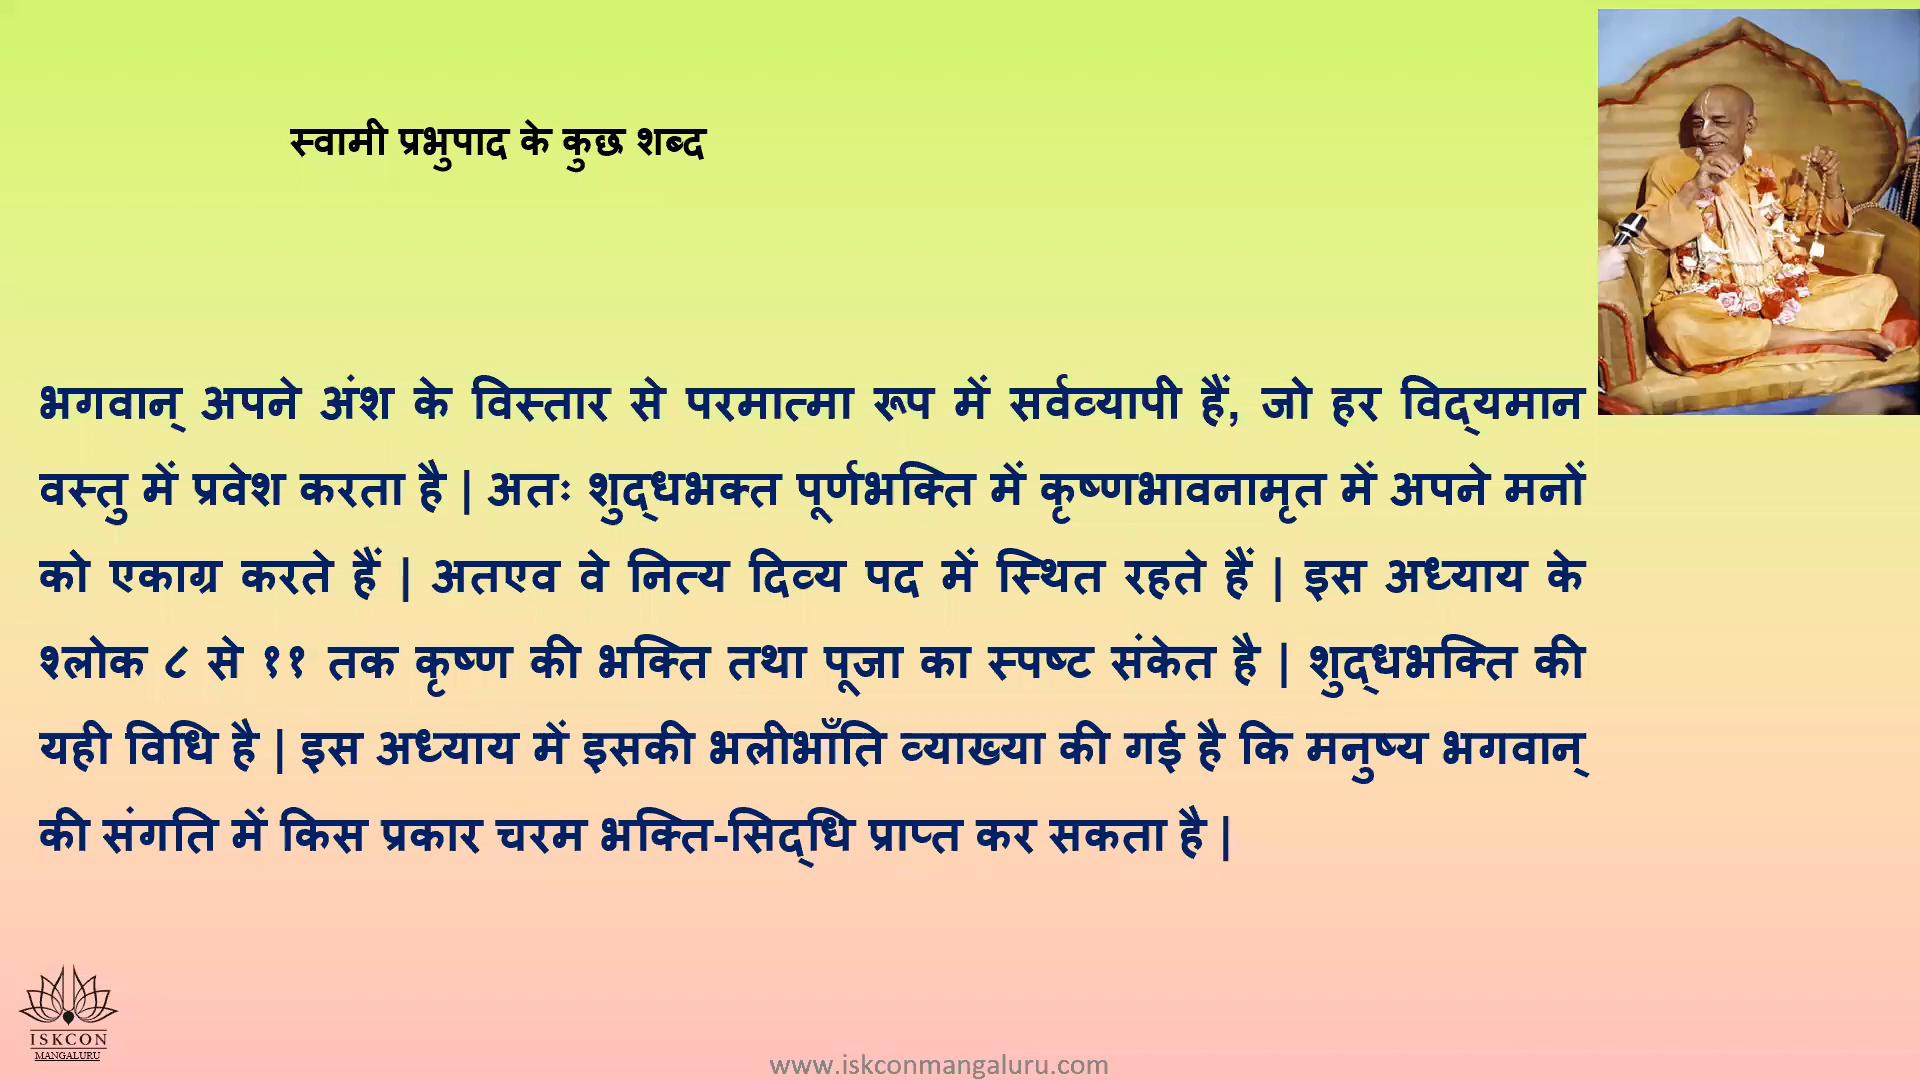 स्वामी प्रभुपाद के कुछ शब्द
भगवान् अपने अंश के विस्तार से परमात्मा रूप में सर्वव्यापी हैं, जो हर विद्यमान
वस्तु में प्रवेश करता है | अतः शुद्धभक्त पूर्णभक्ति में कृष्णभावनामृत में अपने मनों
को एकाग्र करते हैं | अतएव वे नित्य दिव्य पद में स्थित रहते हैं | इस अध्याय के
श्लोक ८ से ११ तक कृष्ण की भक्ति तथा पूजा का स्पष्ट संकेत है | शुद्धभक्ति की
यही विधि है | इस अध्याय में इसकी भलीभाँति व्याख्या की गई है कि मनुष्य भगवान्
की संगति में किस प्रकार चरम भक्ति-सिद्धि प्राप्त कर सकता है |
ISKCON
MANGALURU
www.iskconmangaluru.com